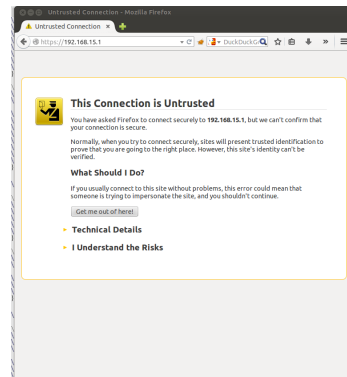 Untrusted Connection - Mozilla Firefox
Untrusted Connection
https://192.168.15.1
DuckDuckG
This Connection is Untrusted
You have asked Firefox to connect securely to 192.168.15.1, but we can't confirm that
your connection is secure.
Normally, when you try to connect securely, sites will present trusted identification to
prove that you are going to the right place. However, this site's identity can't be
verified.
What Should I Do?
If you usually connect to this site without problems, this error could mean that
someone is trying to impersonate the site, and you shouldn't continue.
Get me out of here!
Technical Details
I Understand the Risks